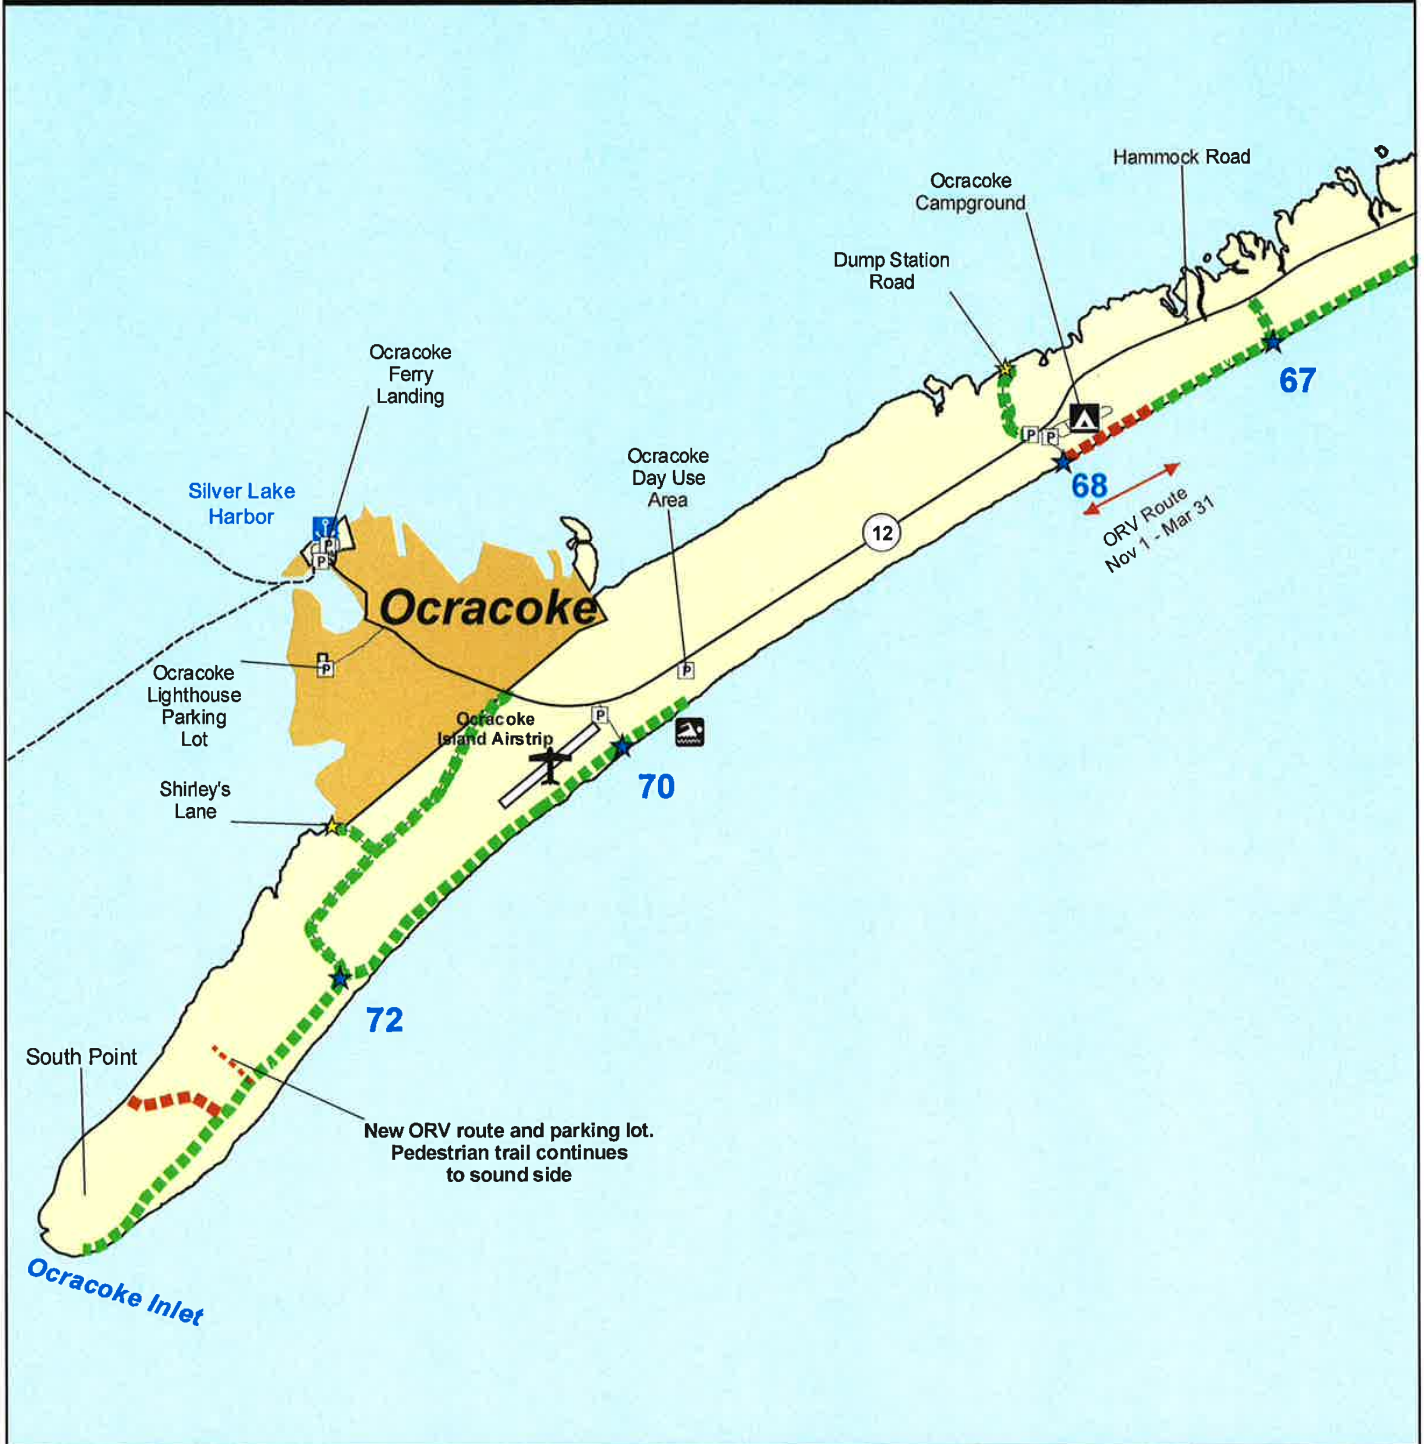 Hammock Road
Ocracoke
Campground
Dump Station
Road
Ocracoke
Ferry
Landing
67
Silver Lake
Harbor
Ocracoke
Day Use
Area
P
P
68
ORV Route
Nov 1 - Mar 31
12
P
P
Ocracoke
P
Ocracoke
Lighthouse
Parking
Lot
P
P
Ocracoke
Island Airstrip
70
Shirley's
Lane
72
South Point
New ORV route and parking lot.
Pedestrian trail continues
to sound side
Ocracoke Inlet